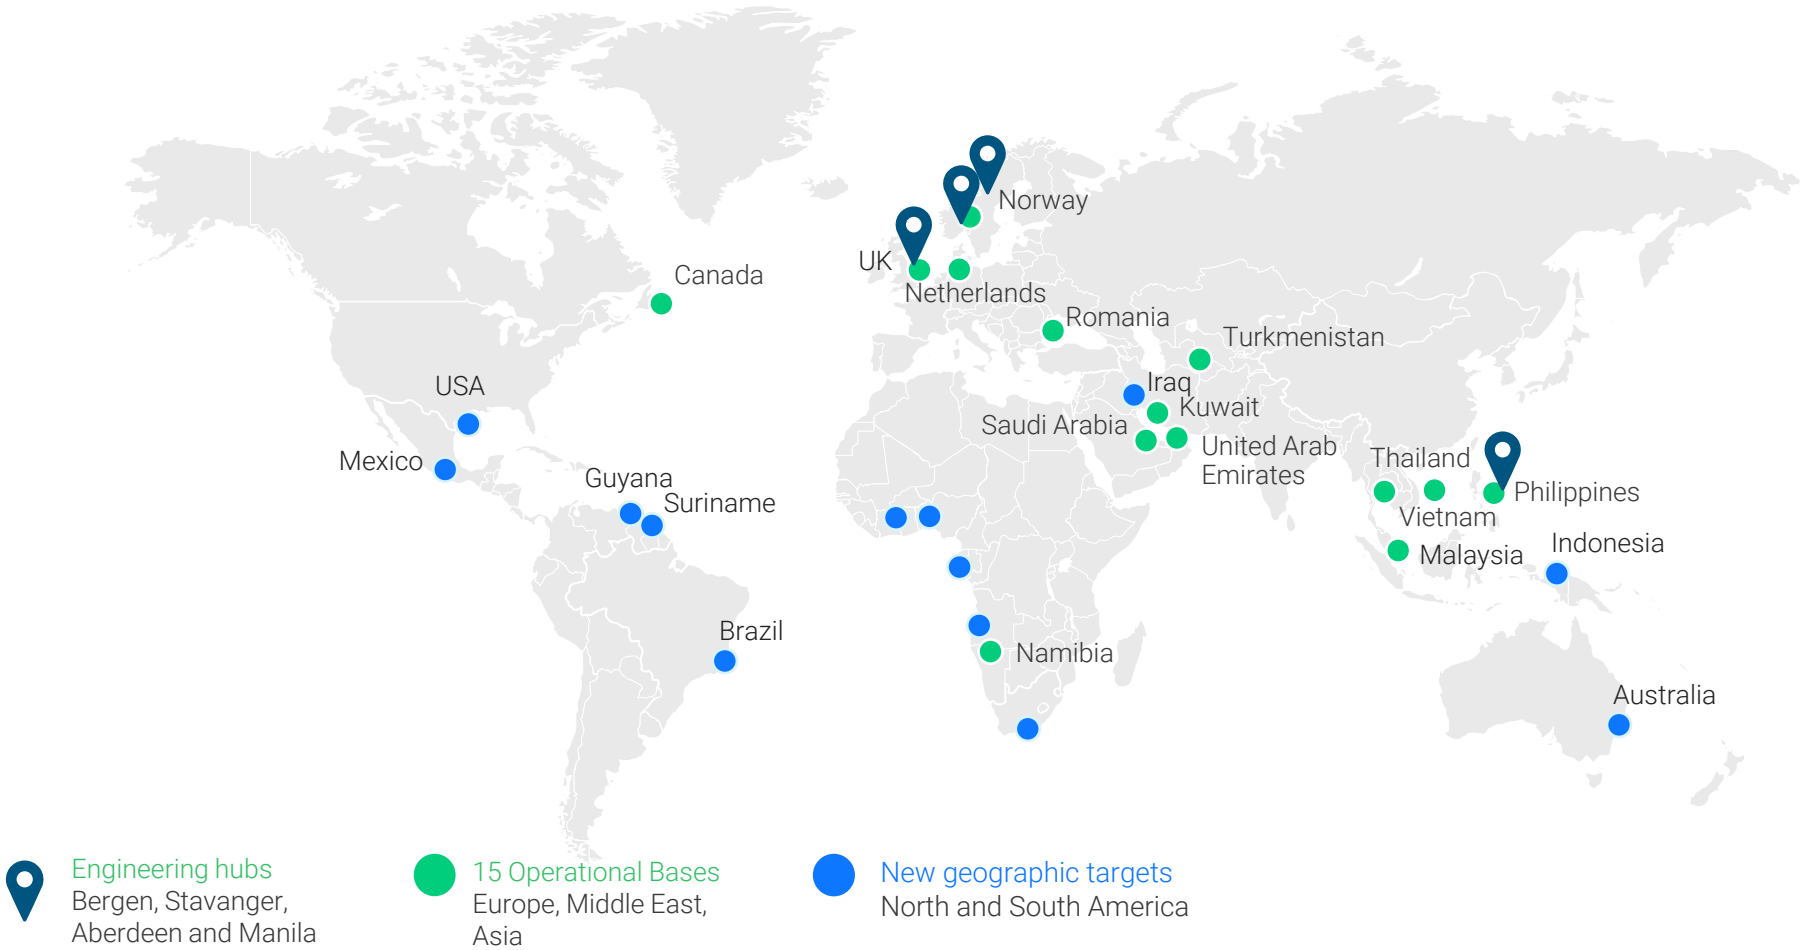 Norway
UK
Canada
Netherlands
Romania
Turkmenistan
USA
Iraq
Kuwait
Saudi Arabia
United Arab
Emirates
Mexico
Thailand
Guyana
Philippines
Suriname
Vietnam
Indonesia
Malaysia
Brazil
Namibia
Australia
Engineering hubs
Bergen, Stavanger,
Aberdeen and Manila
15 Operational Bases
Europe, Middle East,
Asia
New geographic targets
North and South America